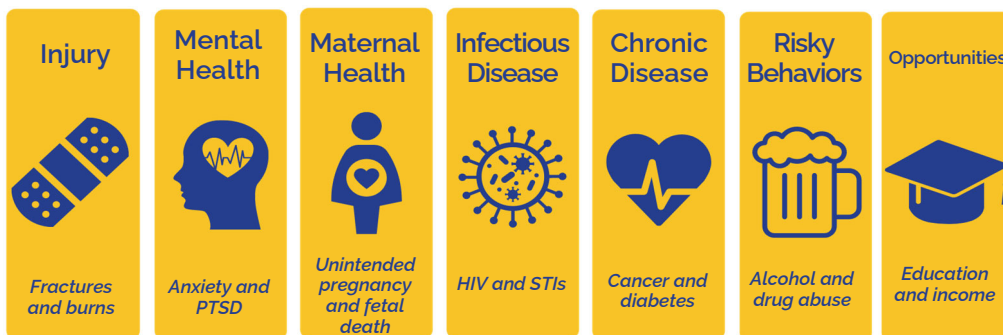 Injury
Fractures
and burns
Mental
Health
Anxiety and
PTSD
Maternal
Health
Unintended
pregnancy
and fetal
death
Infectious
Disease
HIV and STIs
Chronic
Disease
Cancer and
diabetes
Risky
Behaviors
Alcohol and
drug abuse
Opportunities
Education
and income